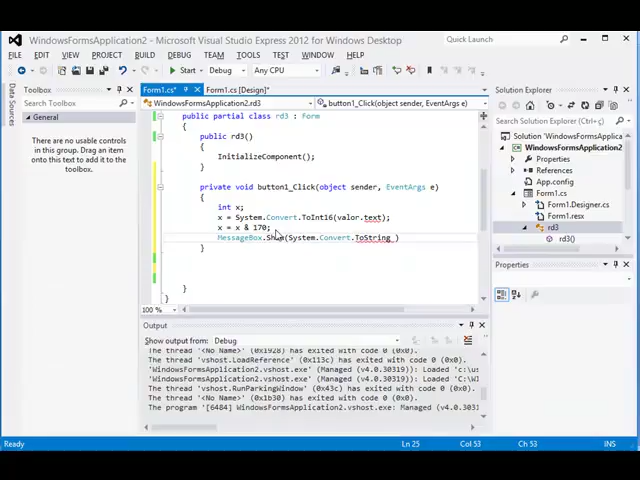 WindowsFormsApplication2 - Microsoft Visual Studio Express 2012 for Windows Desktop
Quick Launch
FILE EDIT VIEW PROJECT BUILD DEBUG TEAM TOOLS TEST WINDOW HELP
Start Debug Any CPU
Data Sources
Toolbox
Search Toolbox
General
There are no usable controls
in this group. Drag an item
onto this text to add it to the
toolbox.
Form1.cs* Form1.cs [Design]*
WindowsFormsApplication2.rd3 button1_Click(object sender, EventArgs e)
public partial class rd3 : Form
{
public rd3()
{
InitializeComponent();
}
private void button1_Click(object sender, EventArgs e)
{
int x;
x = System.Convert.ToInt16(valor.text);
x = x & 170;
MessageBox.Show(System.Convert.ToString )
}
}
}
100 %
Output
Show output from: Debug
The thread '<No Name>' (0x1928) has exited with code 0 (0x0).
The thread 'vshost.LoadReference' (0x113c) has exited with code 0 (0x0).
'WindowsFormsApplication2.vshost.exe' (Managed (v4.0.30319)): Loaded 'c:\u
'WindowsFormsApplication2.vshost.exe' (Managed (v4.0.30319)): Loaded 'C:\W
The thread 'vshost.RunParkingWindow' (0x43c) has exited with code 0 (0x0).
The thread '<No Name>' (0x1b30) has exited with code 0 (0x0).
The program '[6484] WindowsFormsApplication2.vshost.exe: Managed (v4.0.303
Solution Explorer
Search Solution Explorer (Ctrl+ç)
Solution 'WindowsFormsApplication2'
WindowsFormsApplication2
Properties
References
App.config
Form1.cs
Form1.Designer.cs
Form1.resx
rd3
rd3()
Properties
Ready
Ln 25 Col 53 Ch 53 INS